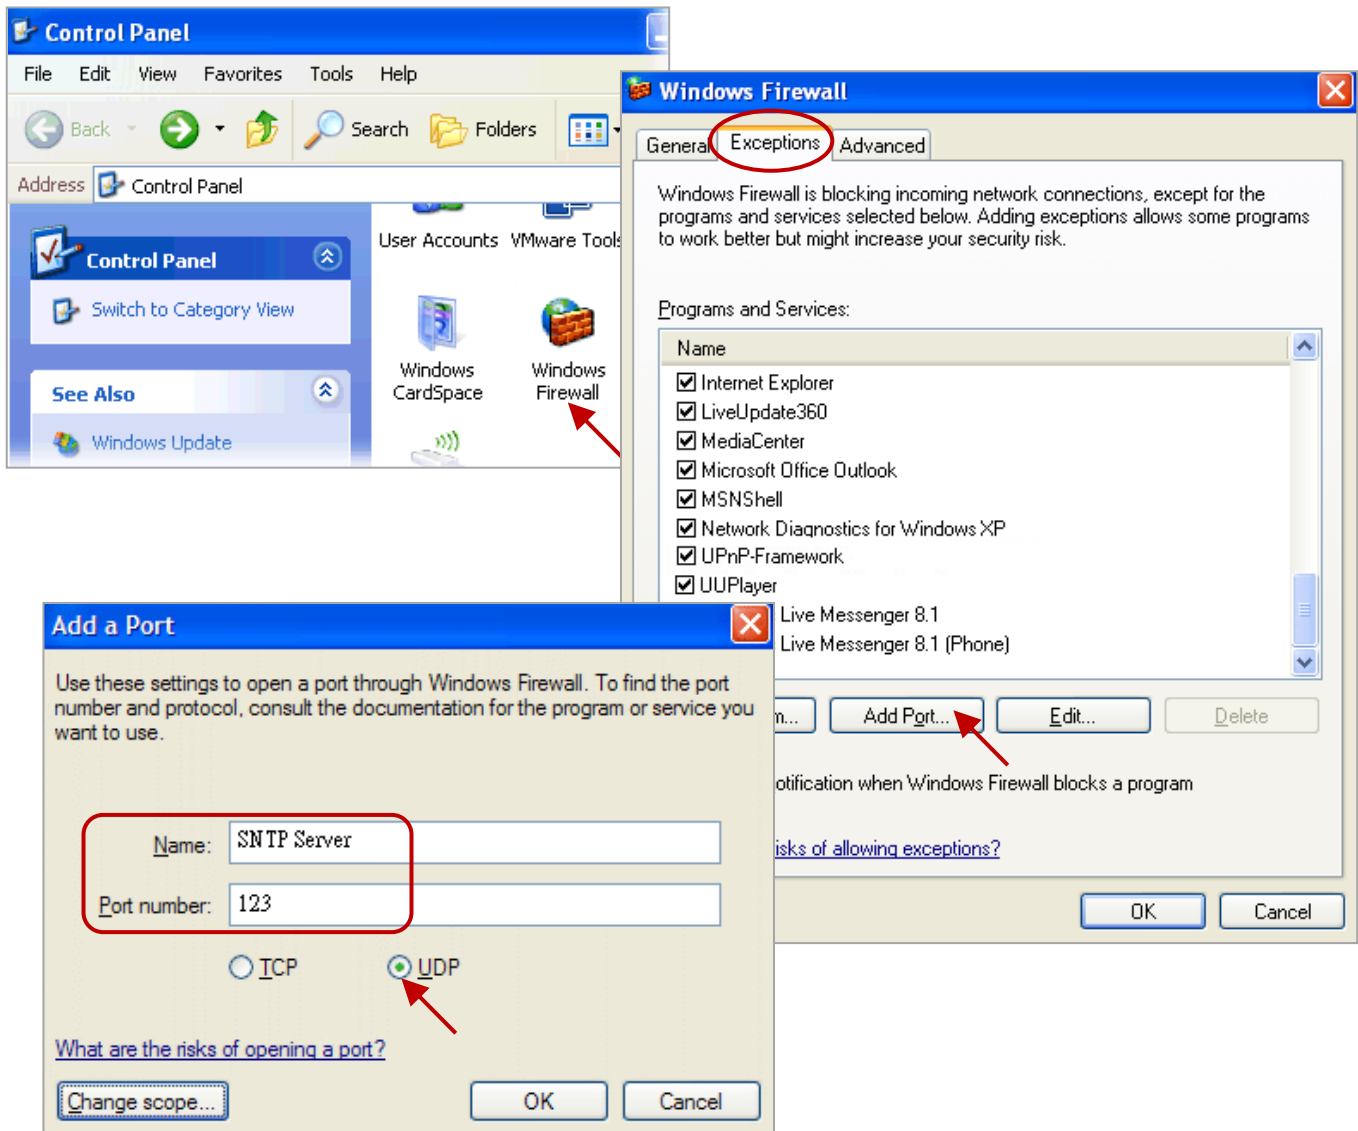 Control Panel
File Edit View Favorites Tools Help
Back Search Folders
Address Control Panel
User Accounts VMware Tools
Control Panel
Switch to Category View
Windows CardSpace
Windows Firewall
See Also
Windows Update
Windows Firewall
General Exceptions Advanced
Windows Firewall is blocking incoming network connections, except for the
programs and services selected below. Adding exceptions allows some programs
to work better but might increase your security risk.
Programs and Services:
Name
Internet Explorer
LiveUpdate360
MediaCenter
Microsoft Office Outlook
MSNShell
Network Diagnostics for Windows XP
UPnP-Framework
UUPlayer
Live Messenger 8.1
Live Messenger 8.1 (Phone)
Add Port... Edit... Delete
when Windows Firewall blocks a program
of allowing exceptions?
OK Cancel
Add a Port
Use these settings to open a port through Windows Firewall. To find the port
number and protocol, consult the documentation for the program or service you
want to use.
Name: SNTP Server
Port number: 123
TCP UDP
What are the risks of opening a port?
Change scope... OK Cancel